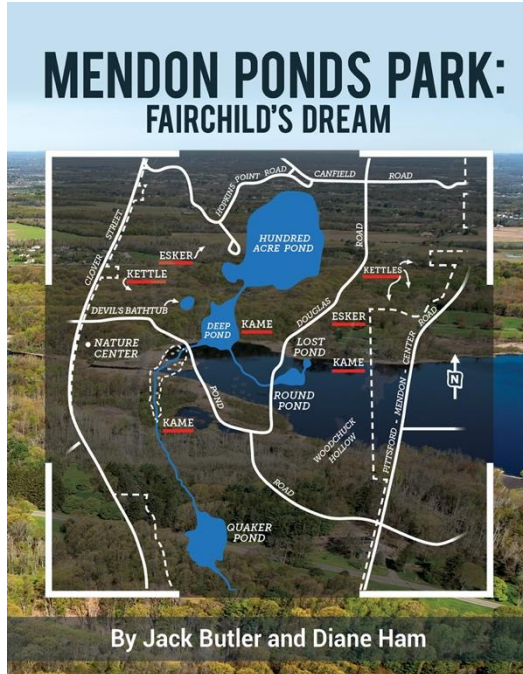 MENDON PONDS PARK:
FAIRCHILD'S DREAM
HOPKINS POINT ROAD
CANFIELD ROAD
CLOVER STREET
HUNDRED
ACRE POND
ROAD
ESKER
KETTLE
KETTLES
DEVIL'S BATHTUB
DEEP
POND
KAME
DOUGLAS
ESKER
NATURE
CENTER
LOST
POND
KAME
N
ROUND
POND
PITTSFORD - MENDON CENTER ROAD
KAME
POND
WOODCHUCK
HOLLOW
ROAD
QUAKER
POND
By Jack Butler and Diane Ham